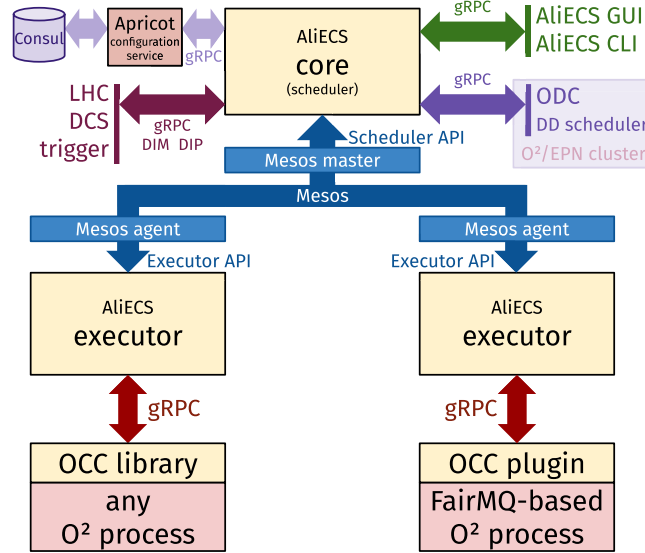 Consul
Apricot
configuration
service
gRPC
AliECS
core
(scheduler)
gRPC
AliECS GUI
AliECS CLI
LHC
DCS
trigger
gRPC
DIM DIP
gRPC
ODC
DD scheduler
O²/EPN cluster
Scheduler API
Mesos master
Mesos
Mesos agent
Mesos agent
Executor API
Executor API
AliECS
executor
AliECS
executor
gRPC
gRPC
OCC library
any
O² process
OCC plugin
FairMQ-based
O² process